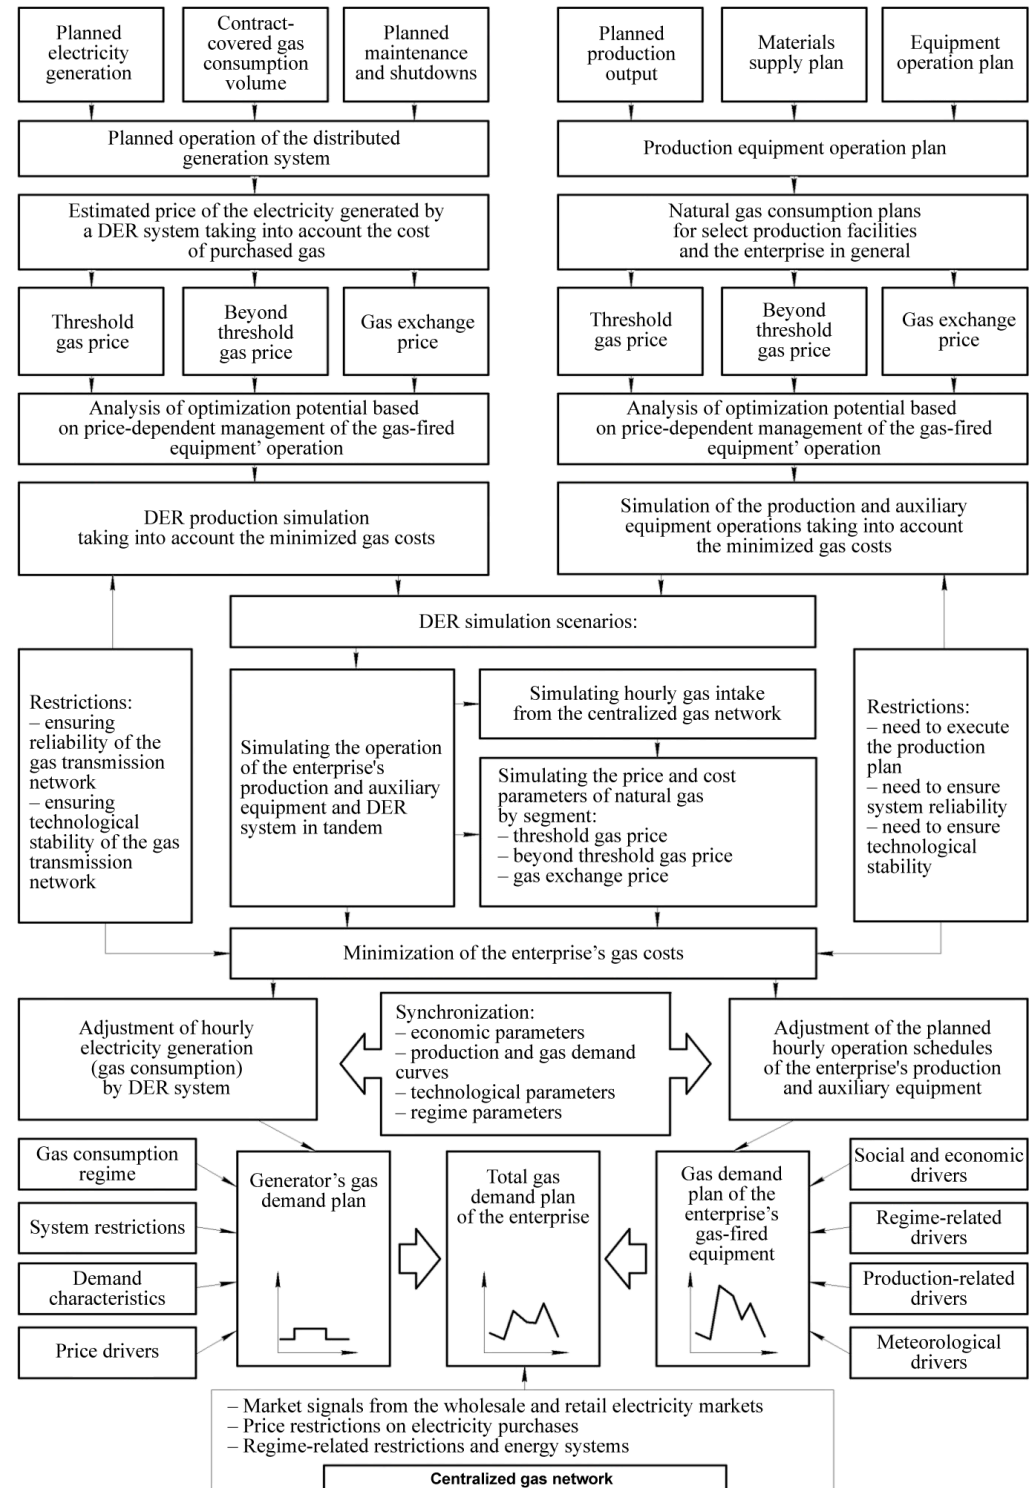 Planned
electricity
generation
Contract-
covered gas
consumption
volume
Planned
maintenance
and shutdowns
Planned
production
output
Materials
supply plan
Equipment
operation plan
Planned operation of the distributed
generation system
Production equipment operation plan
Estimated price of the electricity generated by
a DER system taking into account the cost
of purchased gas
Natural gas consumption plans
for select production facilities
and the enterprise in general
Threshold
gas price
Beyond
threshold
gas price
Gas exchange
price
Threshold
gas price
Beyond
threshold
gas price
Gas exchange
price
Analysis of optimization potential based
on price-dependent management of the gas-fired
equipment’ operation
Analysis of optimization potential based
on price-dependent management of the gas-fired
equipment’ operation
DER production simulation
taking into account the minimized gas costs
Simulation of the production and auxiliary
equipment operations taking into account
the minimized gas costs
DER simulation scenarios:
Restrictions:
– ensuring
reliability of the
gas transmission
network
– ensuring
technological
stability of the gas
transmission
network
Simulating the operation
of the enterprise's
production and auxiliary
equipment and DER
system in tandem
Simulating hourly gas intake
from the centralized gas network
Simulating the price and cost
parameters of natural gas
by segment:
– threshold gas price
– beyond threshold gas price
– gas exchange price
Restrictions:
– need to execute
the production
plan
– need to ensure
system reliability
– need to ensure
technological
stability
Minimization of the enterprise’s gas costs
Adjustment of hourly
electricity generation
(gas consumption)
by DER system
Synchronization:
– economic parameters
– production and gas demand
curves
– technological parameters
– regime parameters
Adjustment of the planned
hourly operation schedules
of the enterprise's production
and auxiliary equipment
Gas consumption
regime
System restrictions
Demand
characteristics
Price drivers
Generator’s gas
demand plan
Total gas
demand plan
of the enterprise
Gas demand
plan of the
enterprise’s
gas-fired
equipment
Social and economic
drivers
Regime-related
drivers
Production-related
drivers
Meteorological
drivers
– Market signals from the wholesale and retail electricity markets
– Price restrictions on electricity purchases
– Regime-related restrictions and energy systems
Centralized gas network